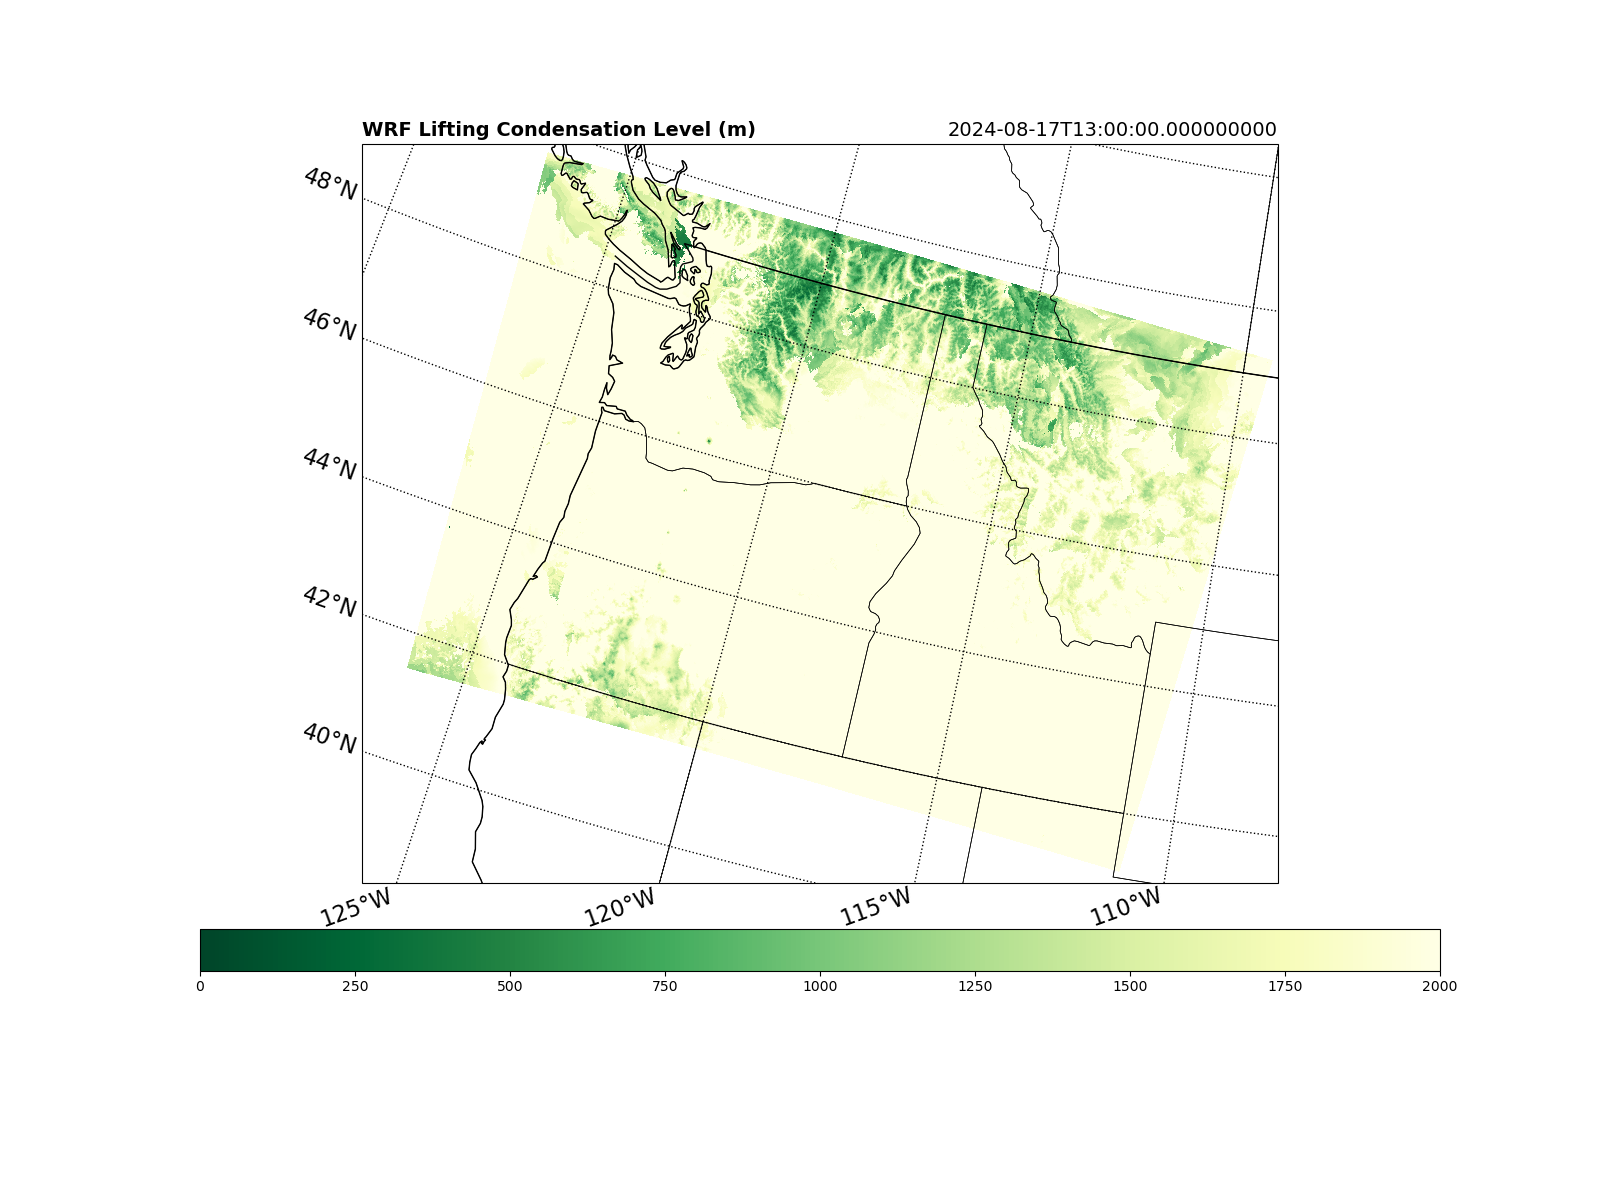 WRF Lifting Condensation Level (m)
2024-08-17T13:00:00.000000000
48°N
46°N
44°N
42°N
40°N
125°W
120°W
115°W
110°W
0
250
500
750
1000
1250
1500
1750
2000